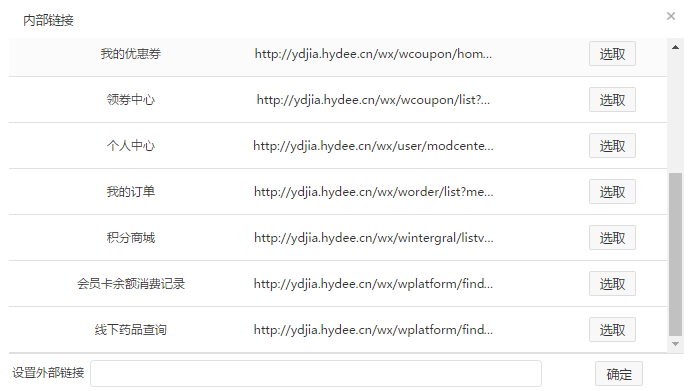 内部链接 ×
我的优惠券 http://ydjia.hydee.cn/wx/wcoupon/hom... 选取
领券中心 http://ydjia.hydee.cn/wx/wcoupon/list?... 选取
个人中心 http://ydjia.hydee.cn/wx/user/modcente... 选取
我的订单 http://ydjia.hydee.cn/wx/worder/list?me... 选取
积分商城 http://ydjia.hydee.cn/wx/wintergral/listv... 选取
会员卡余额消费记录 http://ydjia.hydee.cn/wx/wplatform/find... 选取
线下药品查询 http://ydjia.hydee.cn/wx/wplatform/find... 选取
设置外部链接 确定